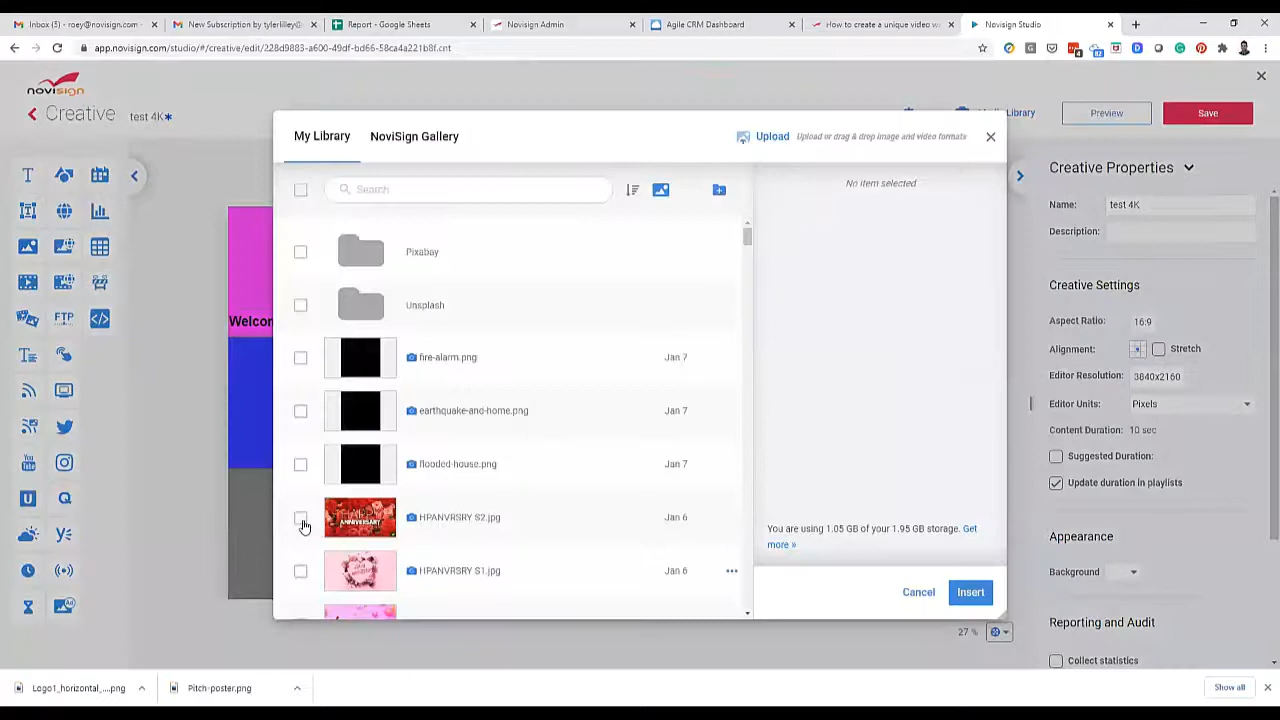 Inbox (5) - roey@novisign.com
New Subscription by tylerlilley@
Report - Google Sheets
Novisign Admin
Agile CRM Dashboard
How to create a unique video w
Novisign Studio
app.novisign.com/studio/#/creative/edit/228d9883-a600-49df-bd66-58ca4a221b8f.cnt
novisign
Creative
test 4K*
Library
Preview
Save
My Library
NoviSign Gallery
Upload
Upload or drag & drop image and video formats
Search
No item selected
Pixabay
Unsplash
fire-alarm.png
Jan 7
earthquake-and-home.png
Jan 7
flooded-house.png
Jan 7
HPANVRSRY S2.jpg
Jan 6
HPANVRSRY S1.jpg
Jan 6
HAPPY
ANNIVERSARY
You are using 1.05 GB of your 1.95 GB storage. Get
more »
Cancel
Insert
Welcom
FTP
You
Tube
Creative Properties
Name:
test 4K
Description:
Creative Settings
Aspect Ratio:
16:9
Alignment:
Stretch
Editor Resolution:
3840x2160
Editor Units:
Pixels
Content Duration:
10 sec
Suggested Duration:
Update duration in playlists
Appearance
Background
Reporting and Audit
Collect statistics
27 %
Logo1_horizontal_....png
Pitch-poster.png
Show all